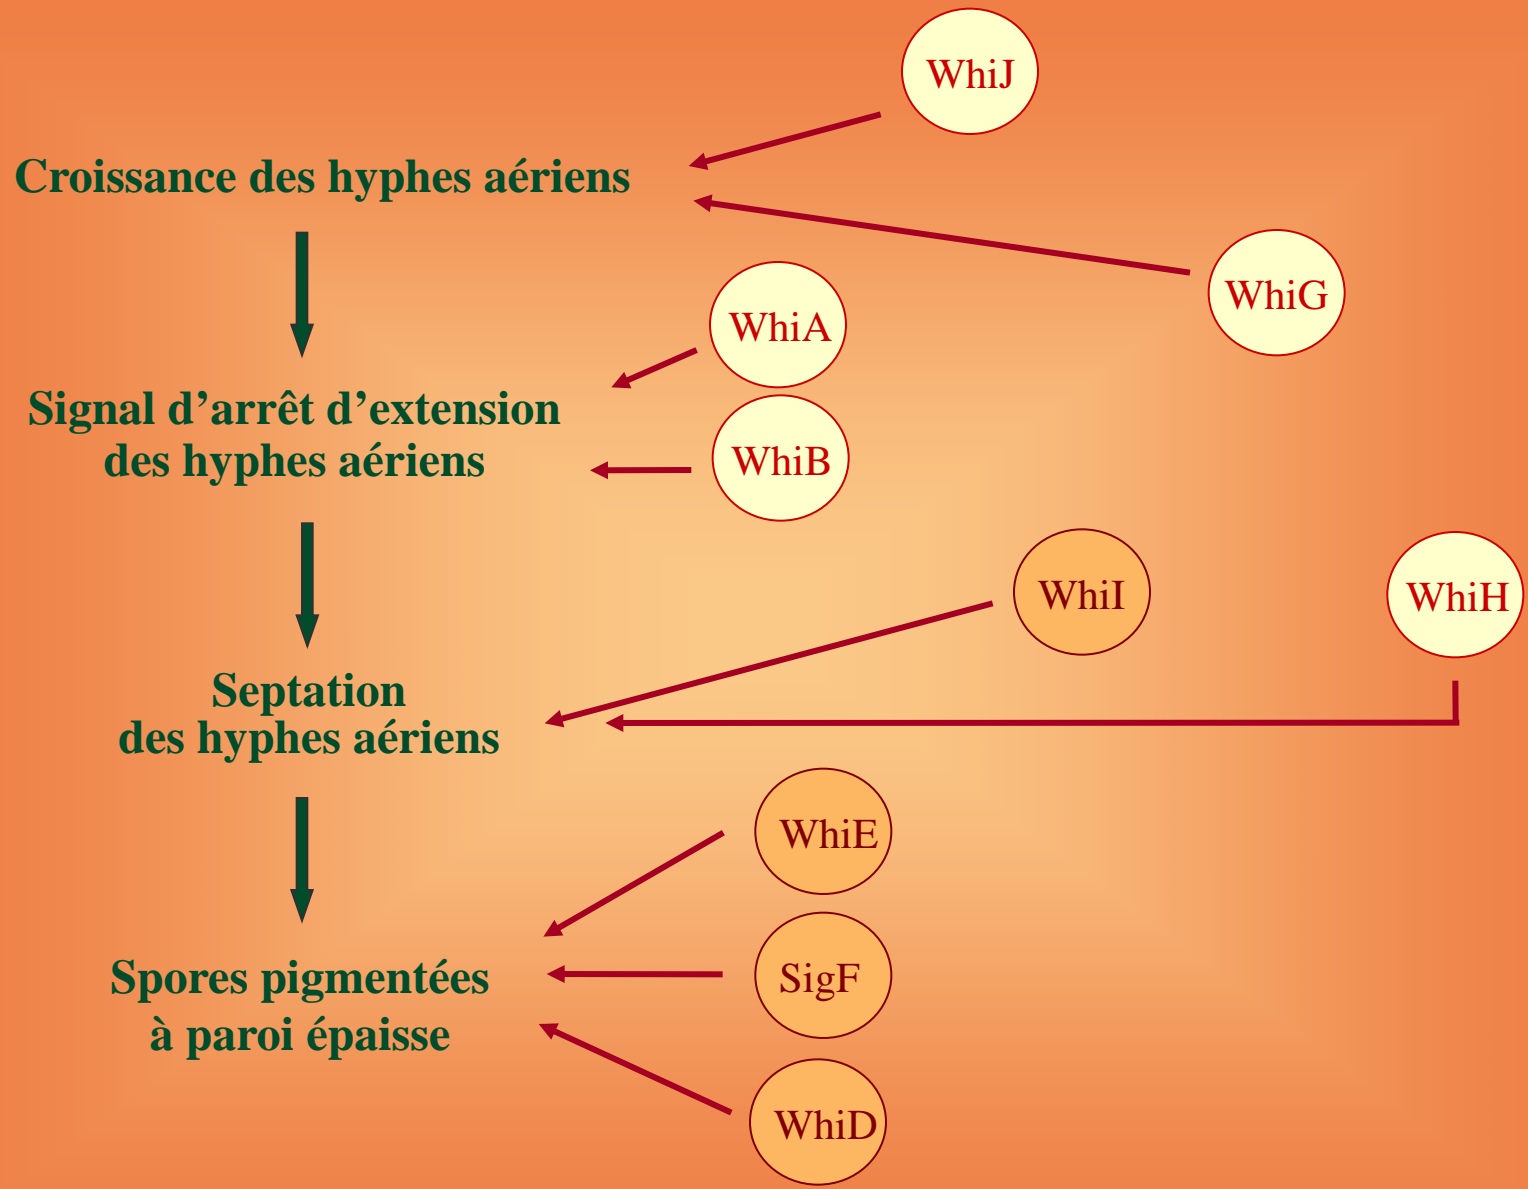 WhiJ
Croissance des hyphes aériens
WhiG
WhiA
Signal d’arrêt d’extension
des hyphes aériens
WhiB
WhiI
WhiH
Septation
des hyphes aériens
WhiE
Spores pigmentées
à paroi épaisse
SigF
WhiD